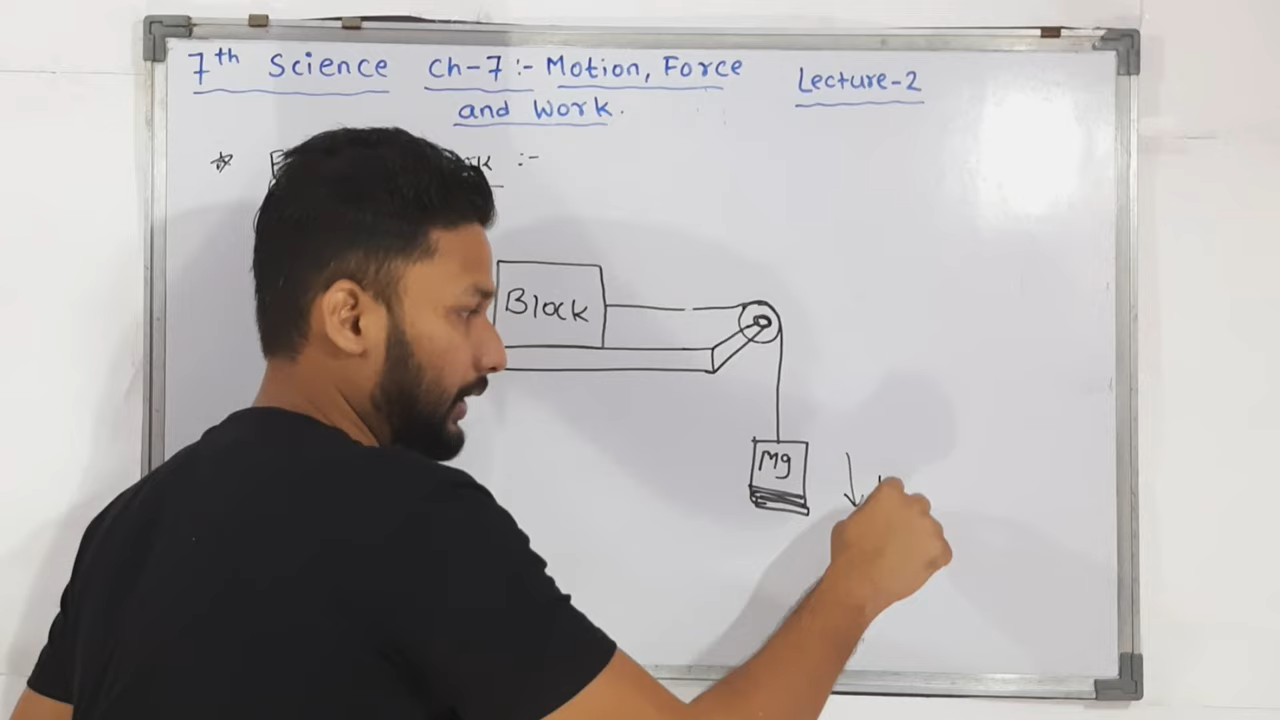 7th Science Ch-7:- Motion, Force Lecture-2
and Work.
:-
Block
Mg